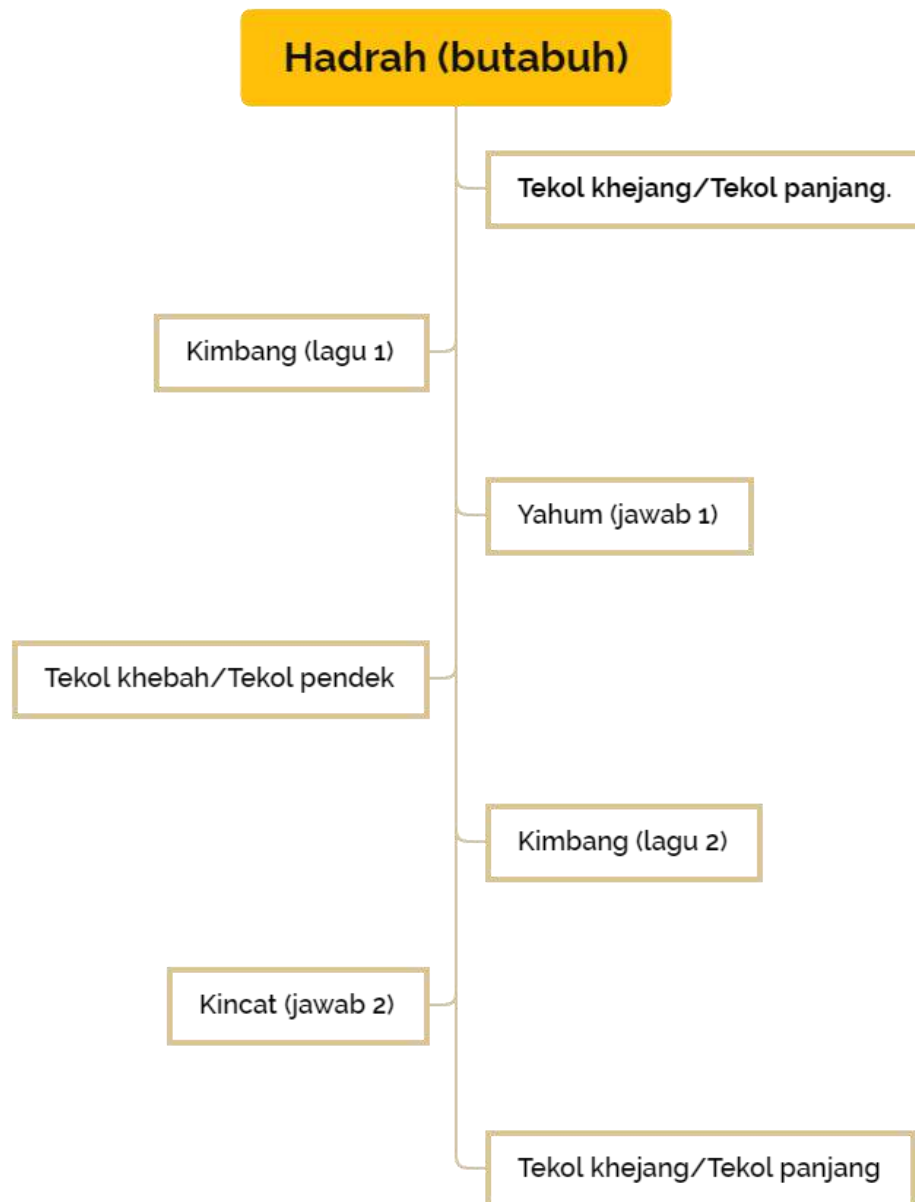 Hadrah (butabuh)
Tekol khejang/Tekol panjang.
Kimbang (lagu 1)
Yahum (jawab 1)
Tekol khebah/Tekol pendek
Kimbang (lagu 2)
Kincat (jawab 2)
Tekol khejang/Tekol panjang